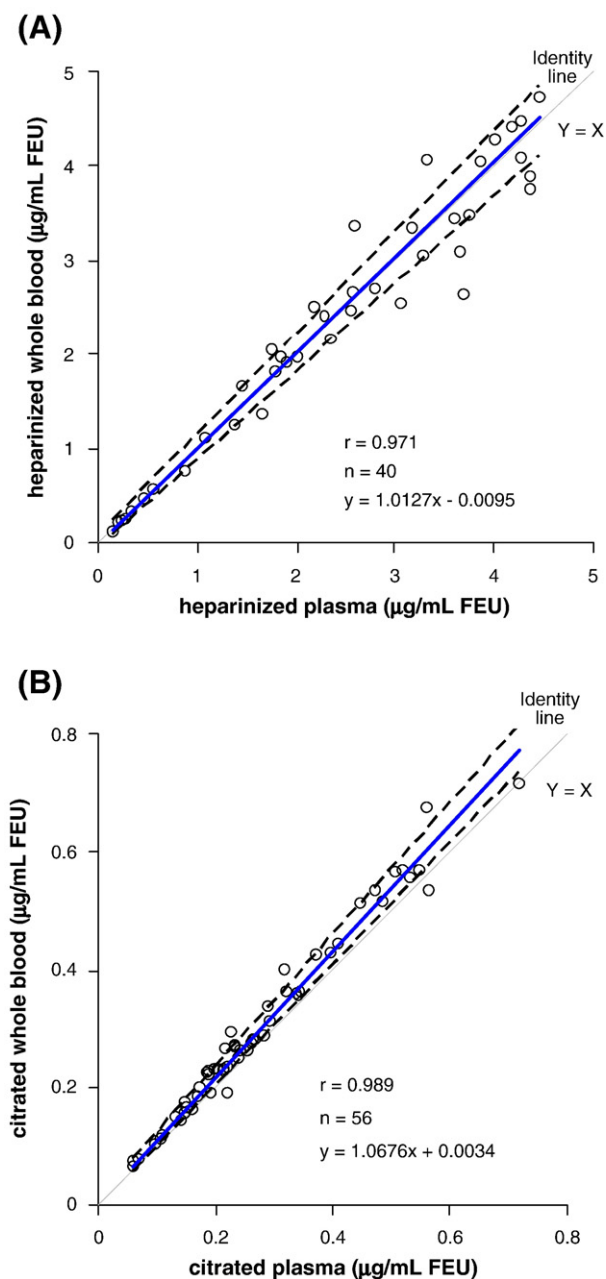 (A)
Identity
line
Y = X
5
4
3
2
1
0
heparinized whole blood (µg/mL FEU)
r = 0.971
n = 40
y = 1.0127x - 0.0095
0 1 2 3 4 5
heparinized plasma (µg/mL FEU)
(B)
Identity
line
Y = X
0.8
0.6
0.4
0.2
0
citrated whole blood (µg/mL FEU)
r = 0.989
n = 56
y = 1.0676x + 0.0034
0 0.2 0.4 0.6 0.8
citrated plasma (µg/mL FEU)